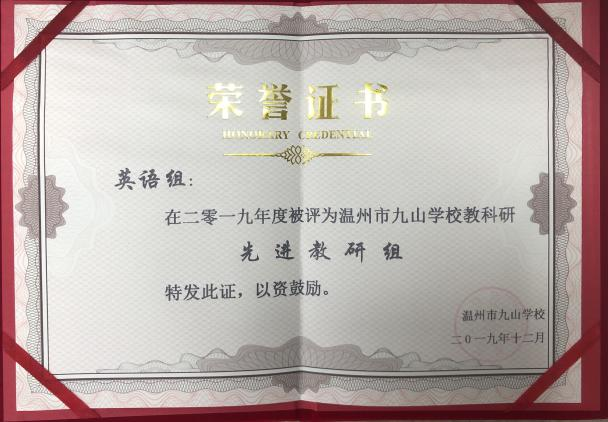 荣誉证书
HONORARY CREDENTIAL
英语组:
在二零一九年度被评为温州市九山学校教科研
先进教研组
特发此证，以资鼓励。
温州市九山学校
二0一九年十二月